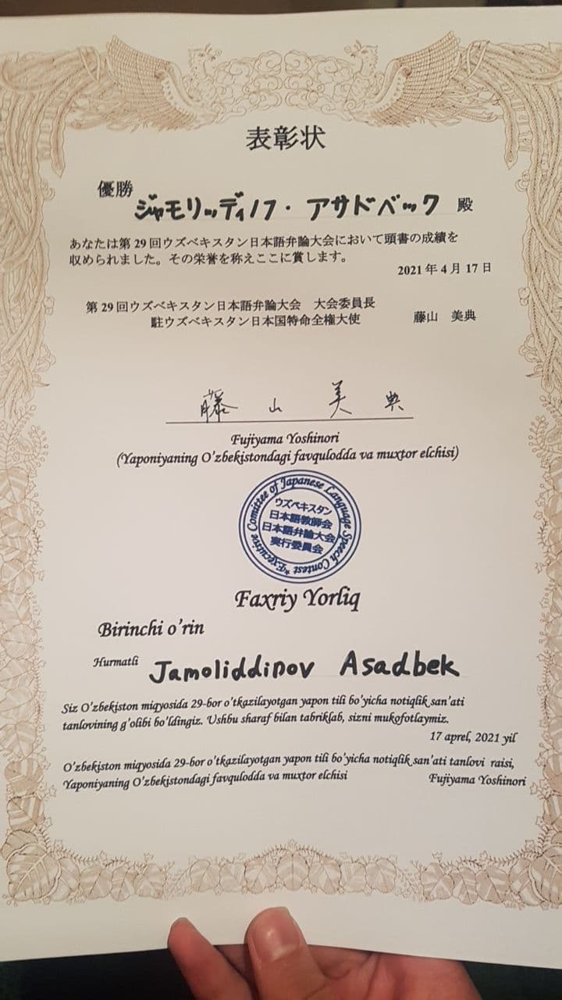 表彰状
優勝
ジャモリッディノフ・アサドベック 殿
あなたは第29回ウズベキスタン日本語弁論大会において頭書の成績を
収められました。その栄誉を称えここに賞します。
2021年4月17日
第29回ウズベキスタン日本語弁論大会 大会委員長
駐ウズベキスタン日本国特命全権大使 藤山 美典
藤山 美典
Fujiyama Yoshinori
(Yaponiyaning O'zbekistondagi favqulodda va muxtor elchisi)
*Executive Comittee of Japanese Language Speech Contest
ウズベキスタン
日本語教師会
日本語弁論大会
実行委員会
Faxriy Yorliq
Birinchi o'rin
Hurmatli Jamoliddinov Asadbek
Siz O'zbekiston miqyosida 29-bor o'tkazilayotgan yapon tili bo'yicha notiqlik san'ati
tanlovining g'olibi bo'ldingiz. Ushbu sharaf bilan tabriklab, sizni mukofotlaymiz.
17 aprel, 2021 yil
O'zbekiston miqyosida 29-bor o'tkazilayotgan yapon tili bo'yicha notiqlik san'ati tanlovi raisi,
Yaponiyaning O'zbekistondagi favqulodda va muxtor elchisi Fujiyama Yoshinori